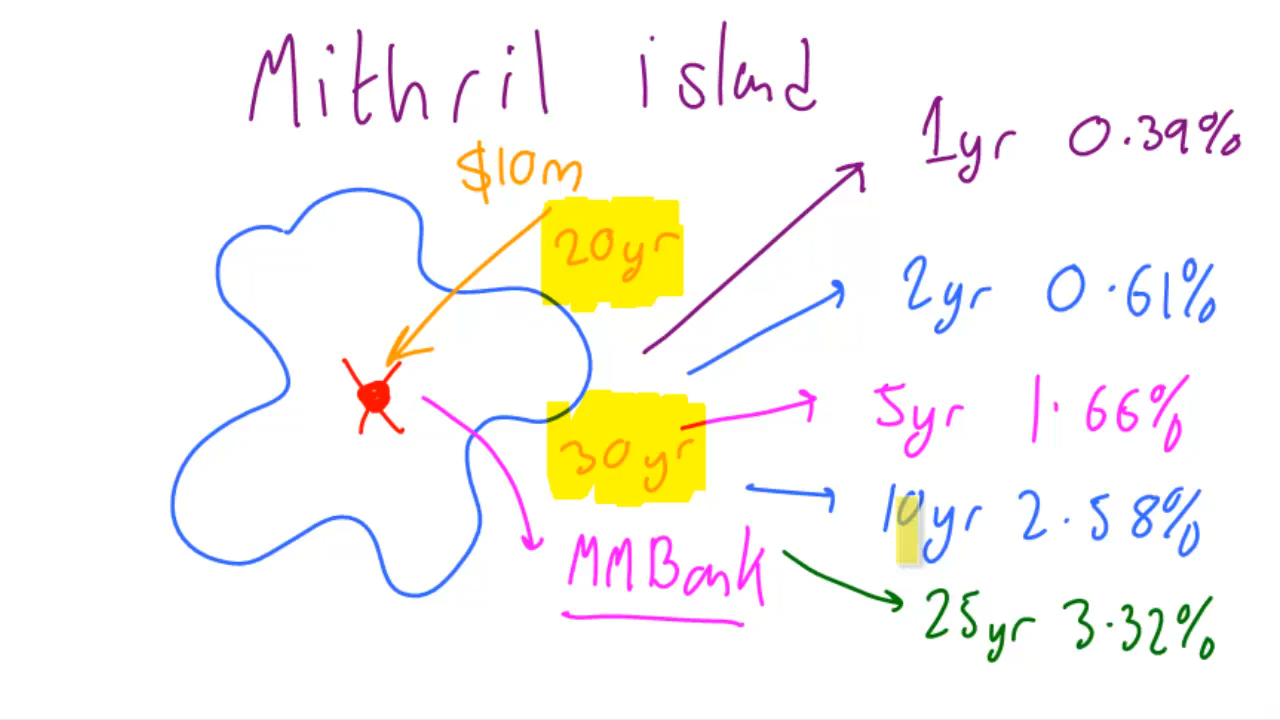 Mithril island
$10m
20yr
30yr
MMBank
1yr 0.39%
2yr 0.61%
5yr 1.66%
10yr 2.58%
25yr 3.32%